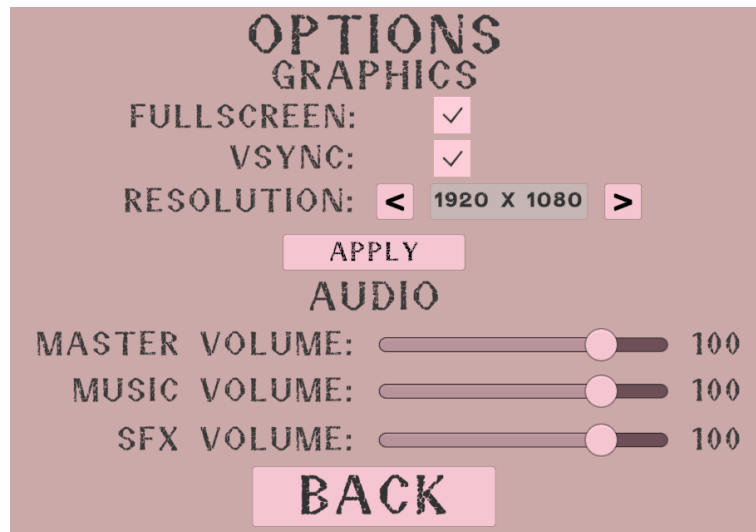 OPTIONS
GRAPHICS
FULLSCREEN:
VSYNC:
RESOLUTION: < 1920 X 1080 >
APPLY
AUDIO
MASTER VOLUME: 100
MUSIC VOLUME: 100
SFX VOLUME: 100
BACK